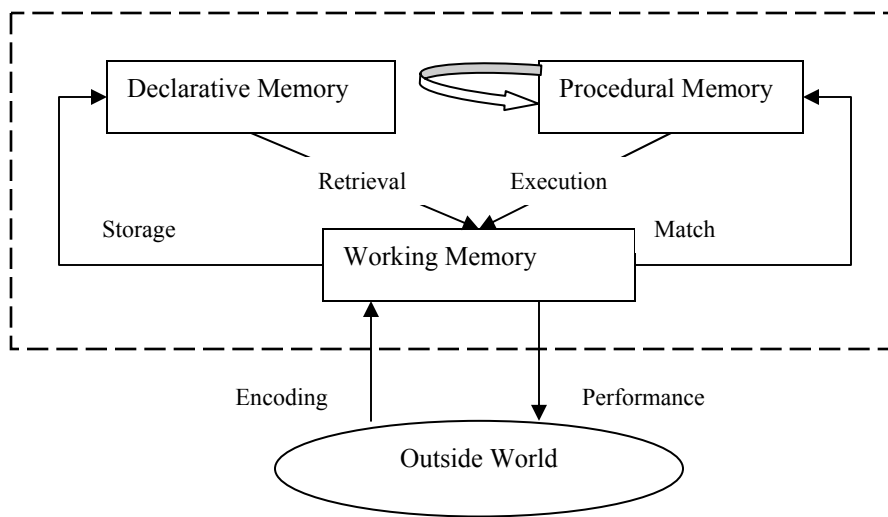 Declarative Memory
Procedural Memory
Retrieval
Execution
Storage
Match
Working Memory
Encoding
Performance
Outside World